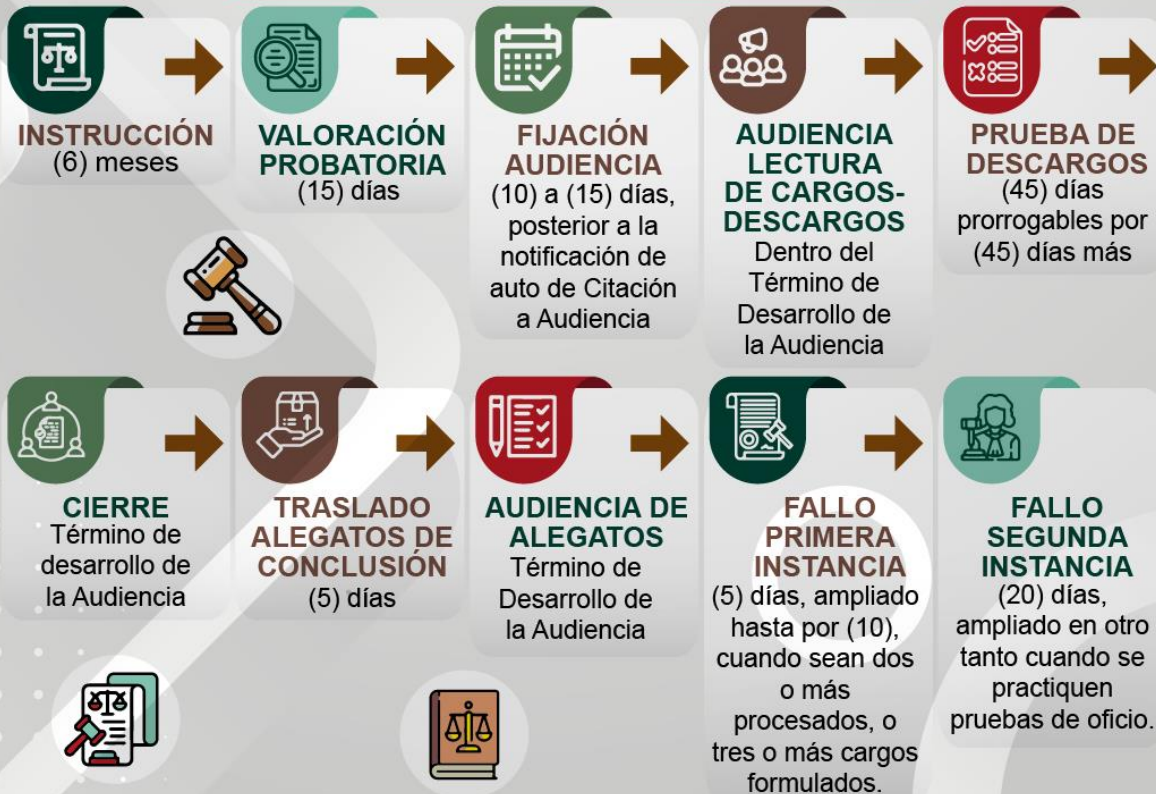 INSTRUCCIÓN
(6) meses
VALORACIÓN
PROBATORIA
(15) días
FIJACIÓN
AUDIENCIA
(10) a (15) días,
posterior a la
notificación de
auto de Citación
a Audiencia
AUDIENCIA
LECTURA
DE CARGOS-
DESCARGOS
Dentro del
Término de
Desarrollo de
la Audiencia
PRUEBA DE
DESCARGOS
(45) días
prorrogables por
(45) días más
CIERRE
Término de
desarrollo de
la Audiencia
TRASLADO
ALEGATOS DE
CONCLUSIÓN
(5) días
AUDIENCIA DE
ALEGATOS
Término de
Desarrollo de
la Audiencia
FALLO
PRIMERA
INSTANCIA
(5) días, ampliado
hasta por (10),
cuando sean dos
o más
procesados, o
tres o más cargos
formulados.
FALLO
SEGUNDA
INSTANCIA
(20) días,
ampliado en otro
tanto cuando se
practiquen
pruebas de oficio.